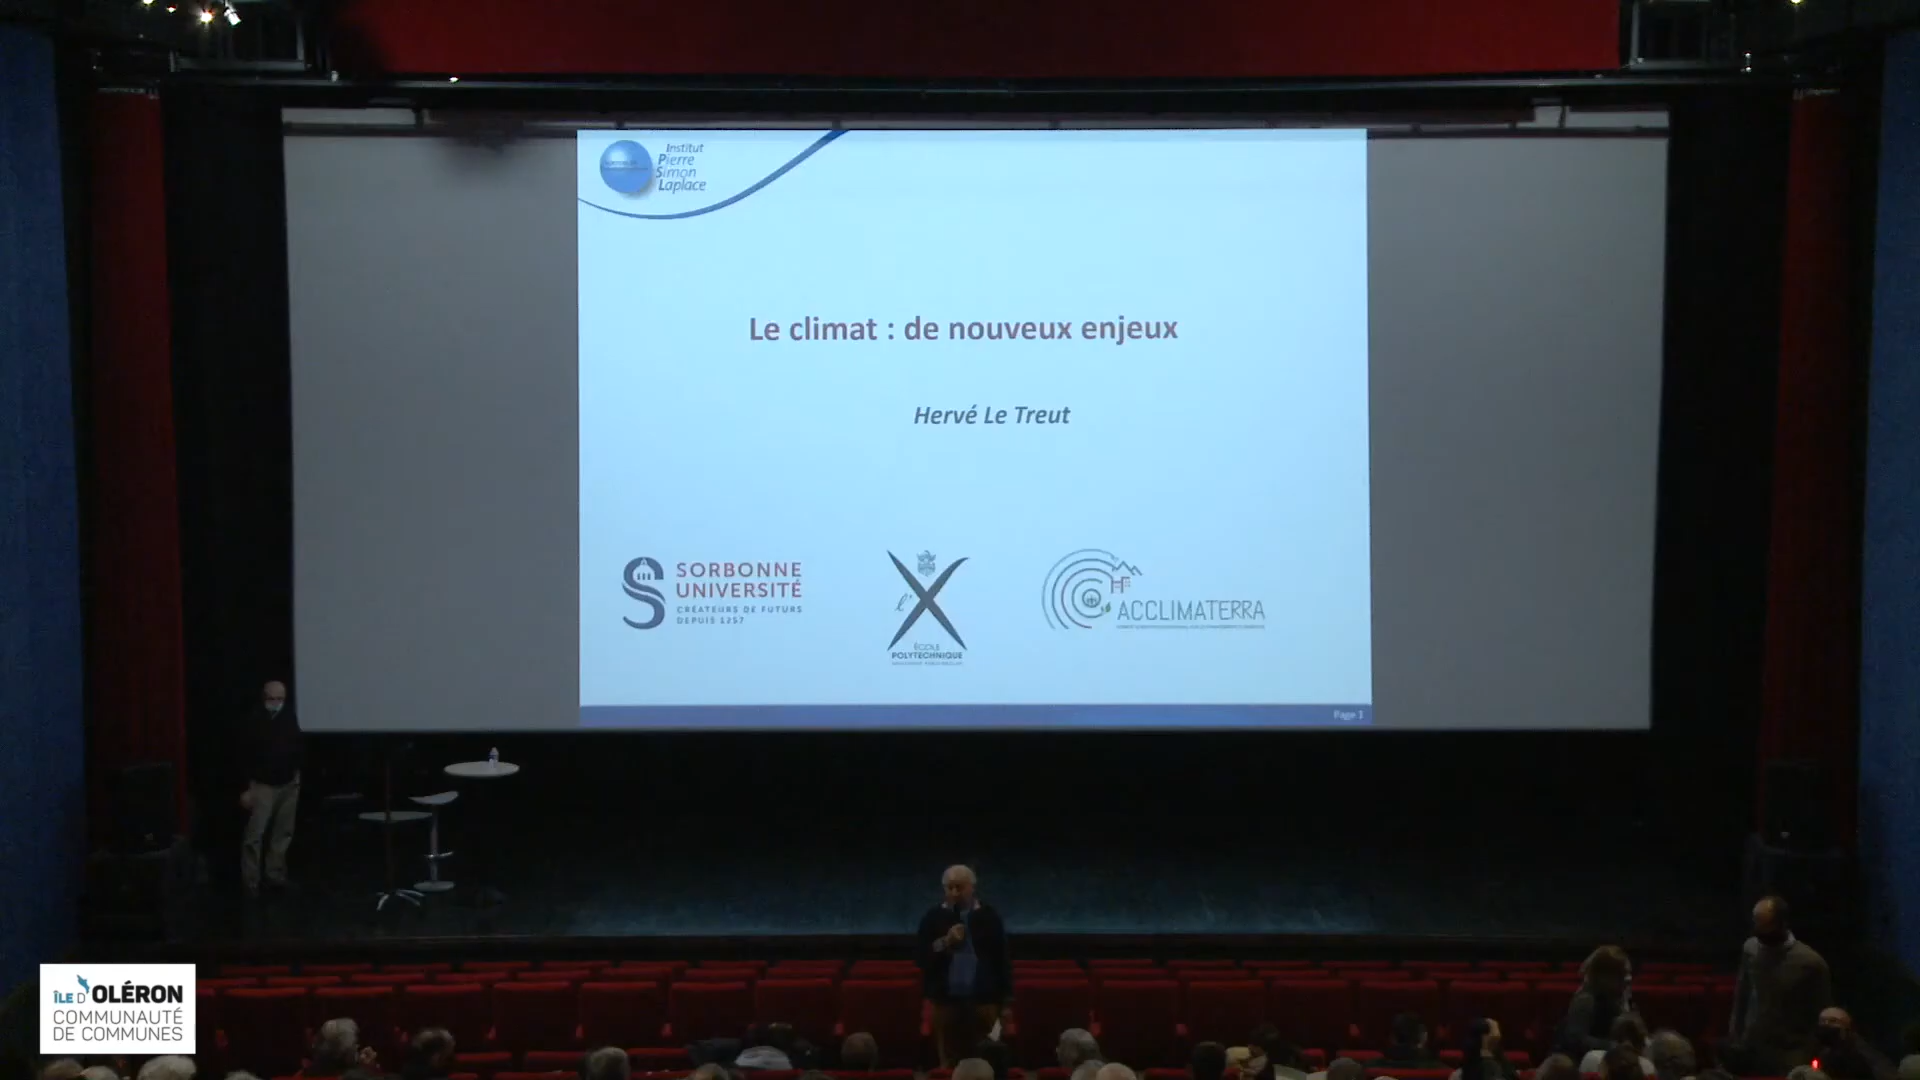 Institut
Pierre
Simon
Laplace
Le climat : de nouveux enjeux
Hervé Le Treut
SORBONNE
UNIVERSITÉ
CRÉATEURS DE FUTURS
DEPUIS 1257
l'X
ÉCOLE
POLYTECHNIQUE
ACCLIMATERRA
Page 1
ÎLE D'OLÉRON
COMMUNAUTÉ
DE COMMUNES